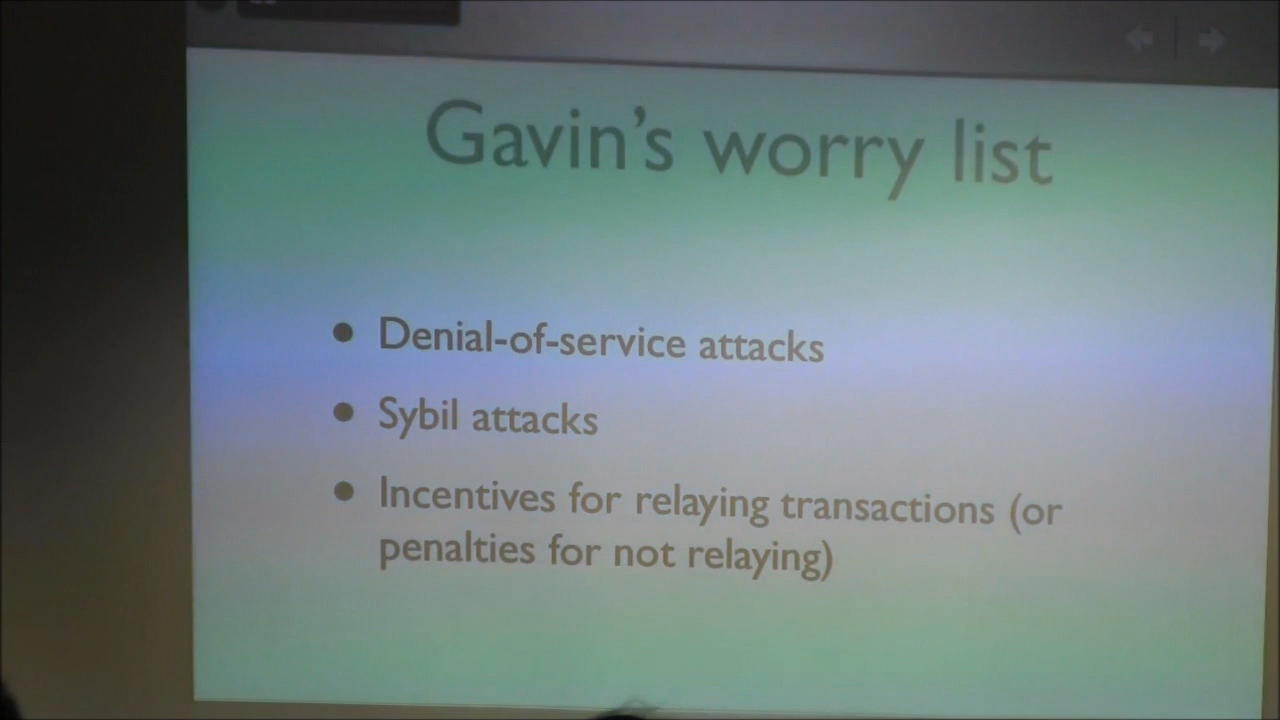 Gavin's worry list
• Denial-of-service attacks
• Sybil attacks
• Incentives for relaying transactions (or
penalties for not relaying)